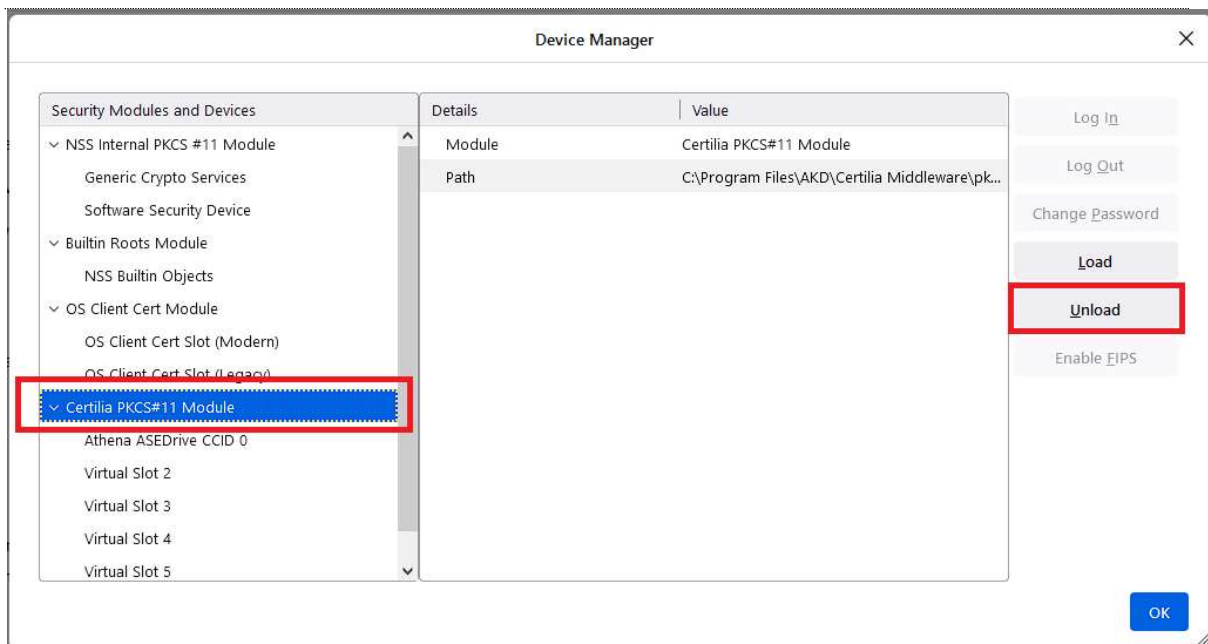 Device Manager
Security Modules and Devices
NSS Internal PKCS #11 Module
Generic Crypto Services
Software Security Device
Builtin Roots Module
NSS Builtin Objects
OS Client Cert Module
OS Client Cert Slot (Modern)
OS Client Cert Slot (Legacy)
Certilia PKCS#11 Module
Athena ASEDrive CCID 0
Virtual Slot 2
Virtual Slot 3
Virtual Slot 4
Virtual Slot 5
Details Value
Module Certilia PKCS#11 Module
Path C:\Program Files\AKD\Certilia Middleware\pk...
Log In
Log Out
Change Password
Load
Unload
Enable FIPS
OK